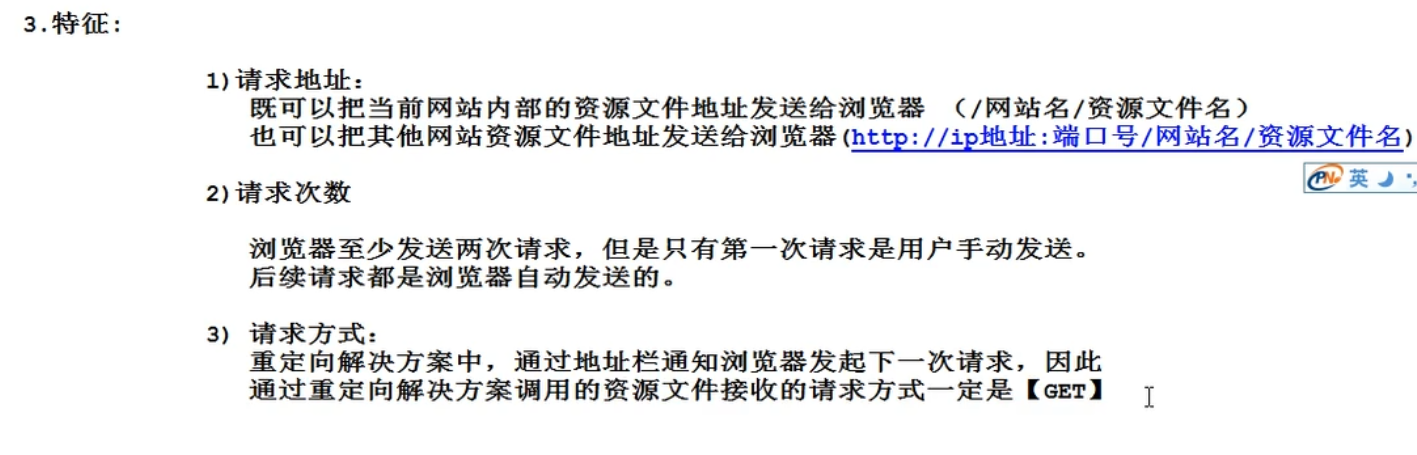 3.特征:
1)请求地址:
既可以把当前网站内部的资源文件地址发送给浏览器 （/网站名/资源文件名）
也可以把其他网站资源文件地址发送给浏览器(http://ip地址:端口号/网站名/资源文件名)
英
2)请求次数
浏览器至少发送两次请求，但是只有第一次请求是用户手动发送。
后续请求都是浏览器自动发送的。
3) 请求方式:
重定向解决方案中，通过地址栏通知浏览器发起下一次请求，因此
通过重定向解决方案调用的资源文件接收的请求方式一定是【GET】